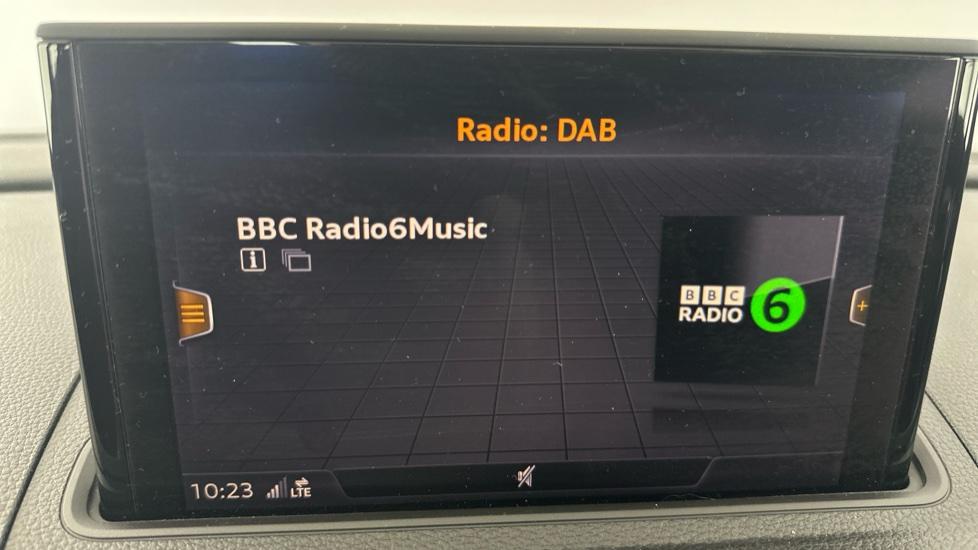 Radio: DAB
BBC Radio6Music
i
BBC
RADIO 6
+
10:23 LTE